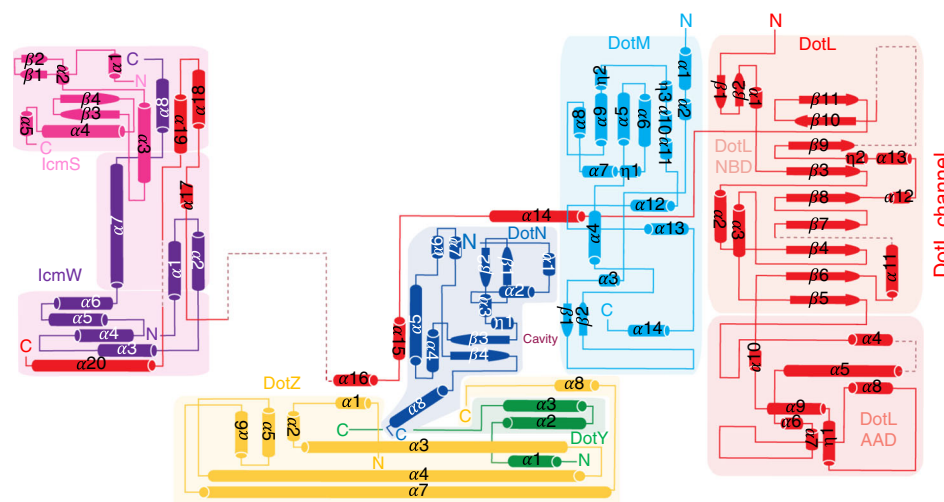 β2
β1
α2
α1
C
N
β4
β3
α4
α5
C
α3
IcmS
α8
α19
α18
α17
α7
α1
α2
IcmW
α6
α5
α4
N
α3
C
α20
DotM
N
α1
η2
α8
α9
α5
α6
η3
α10
α11
α2
α7
η1
α12
α4
α13
α3
β1
β2
C
α14
N
DotL
β1
β2
α1
β11
β10
β9
DotL
NBD
η2
α13
β3
β8
α12
α2
α3
β7
β4
α11
β6
β5
DotL channel
α10
α4
α5
α8
α9
α6
α7
η1
DotL
AAD
α14
α15
α16
DotN
N
α6
α7
β2
β1
α1
α2
α3
η1
α5
α4
β3
β4
Cavity
α8
C
DotZ
α1
α8
C
α9
α5
α2
α3
N
α4
α7
C
α3
α2
DotY
α1
N